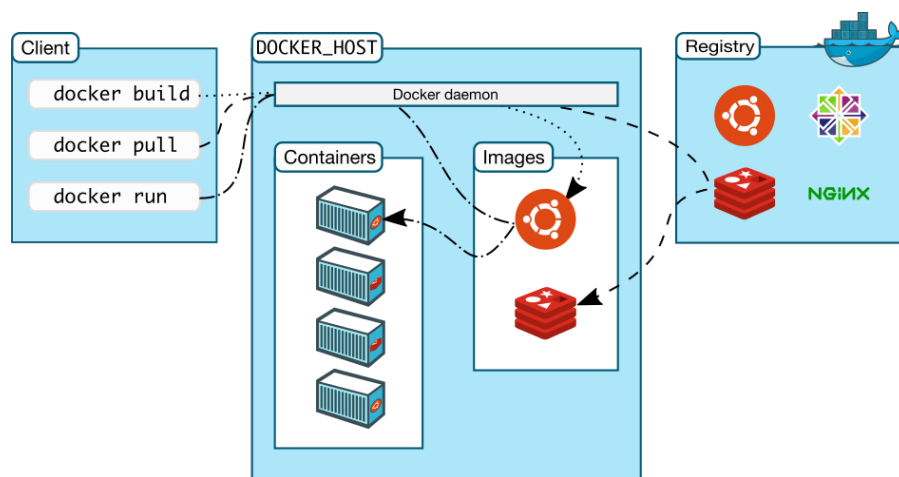 Client
docker build
docker pull
docker run
DOCKER_HOST
Docker daemon
Containers
Images
Registry
NGiNX